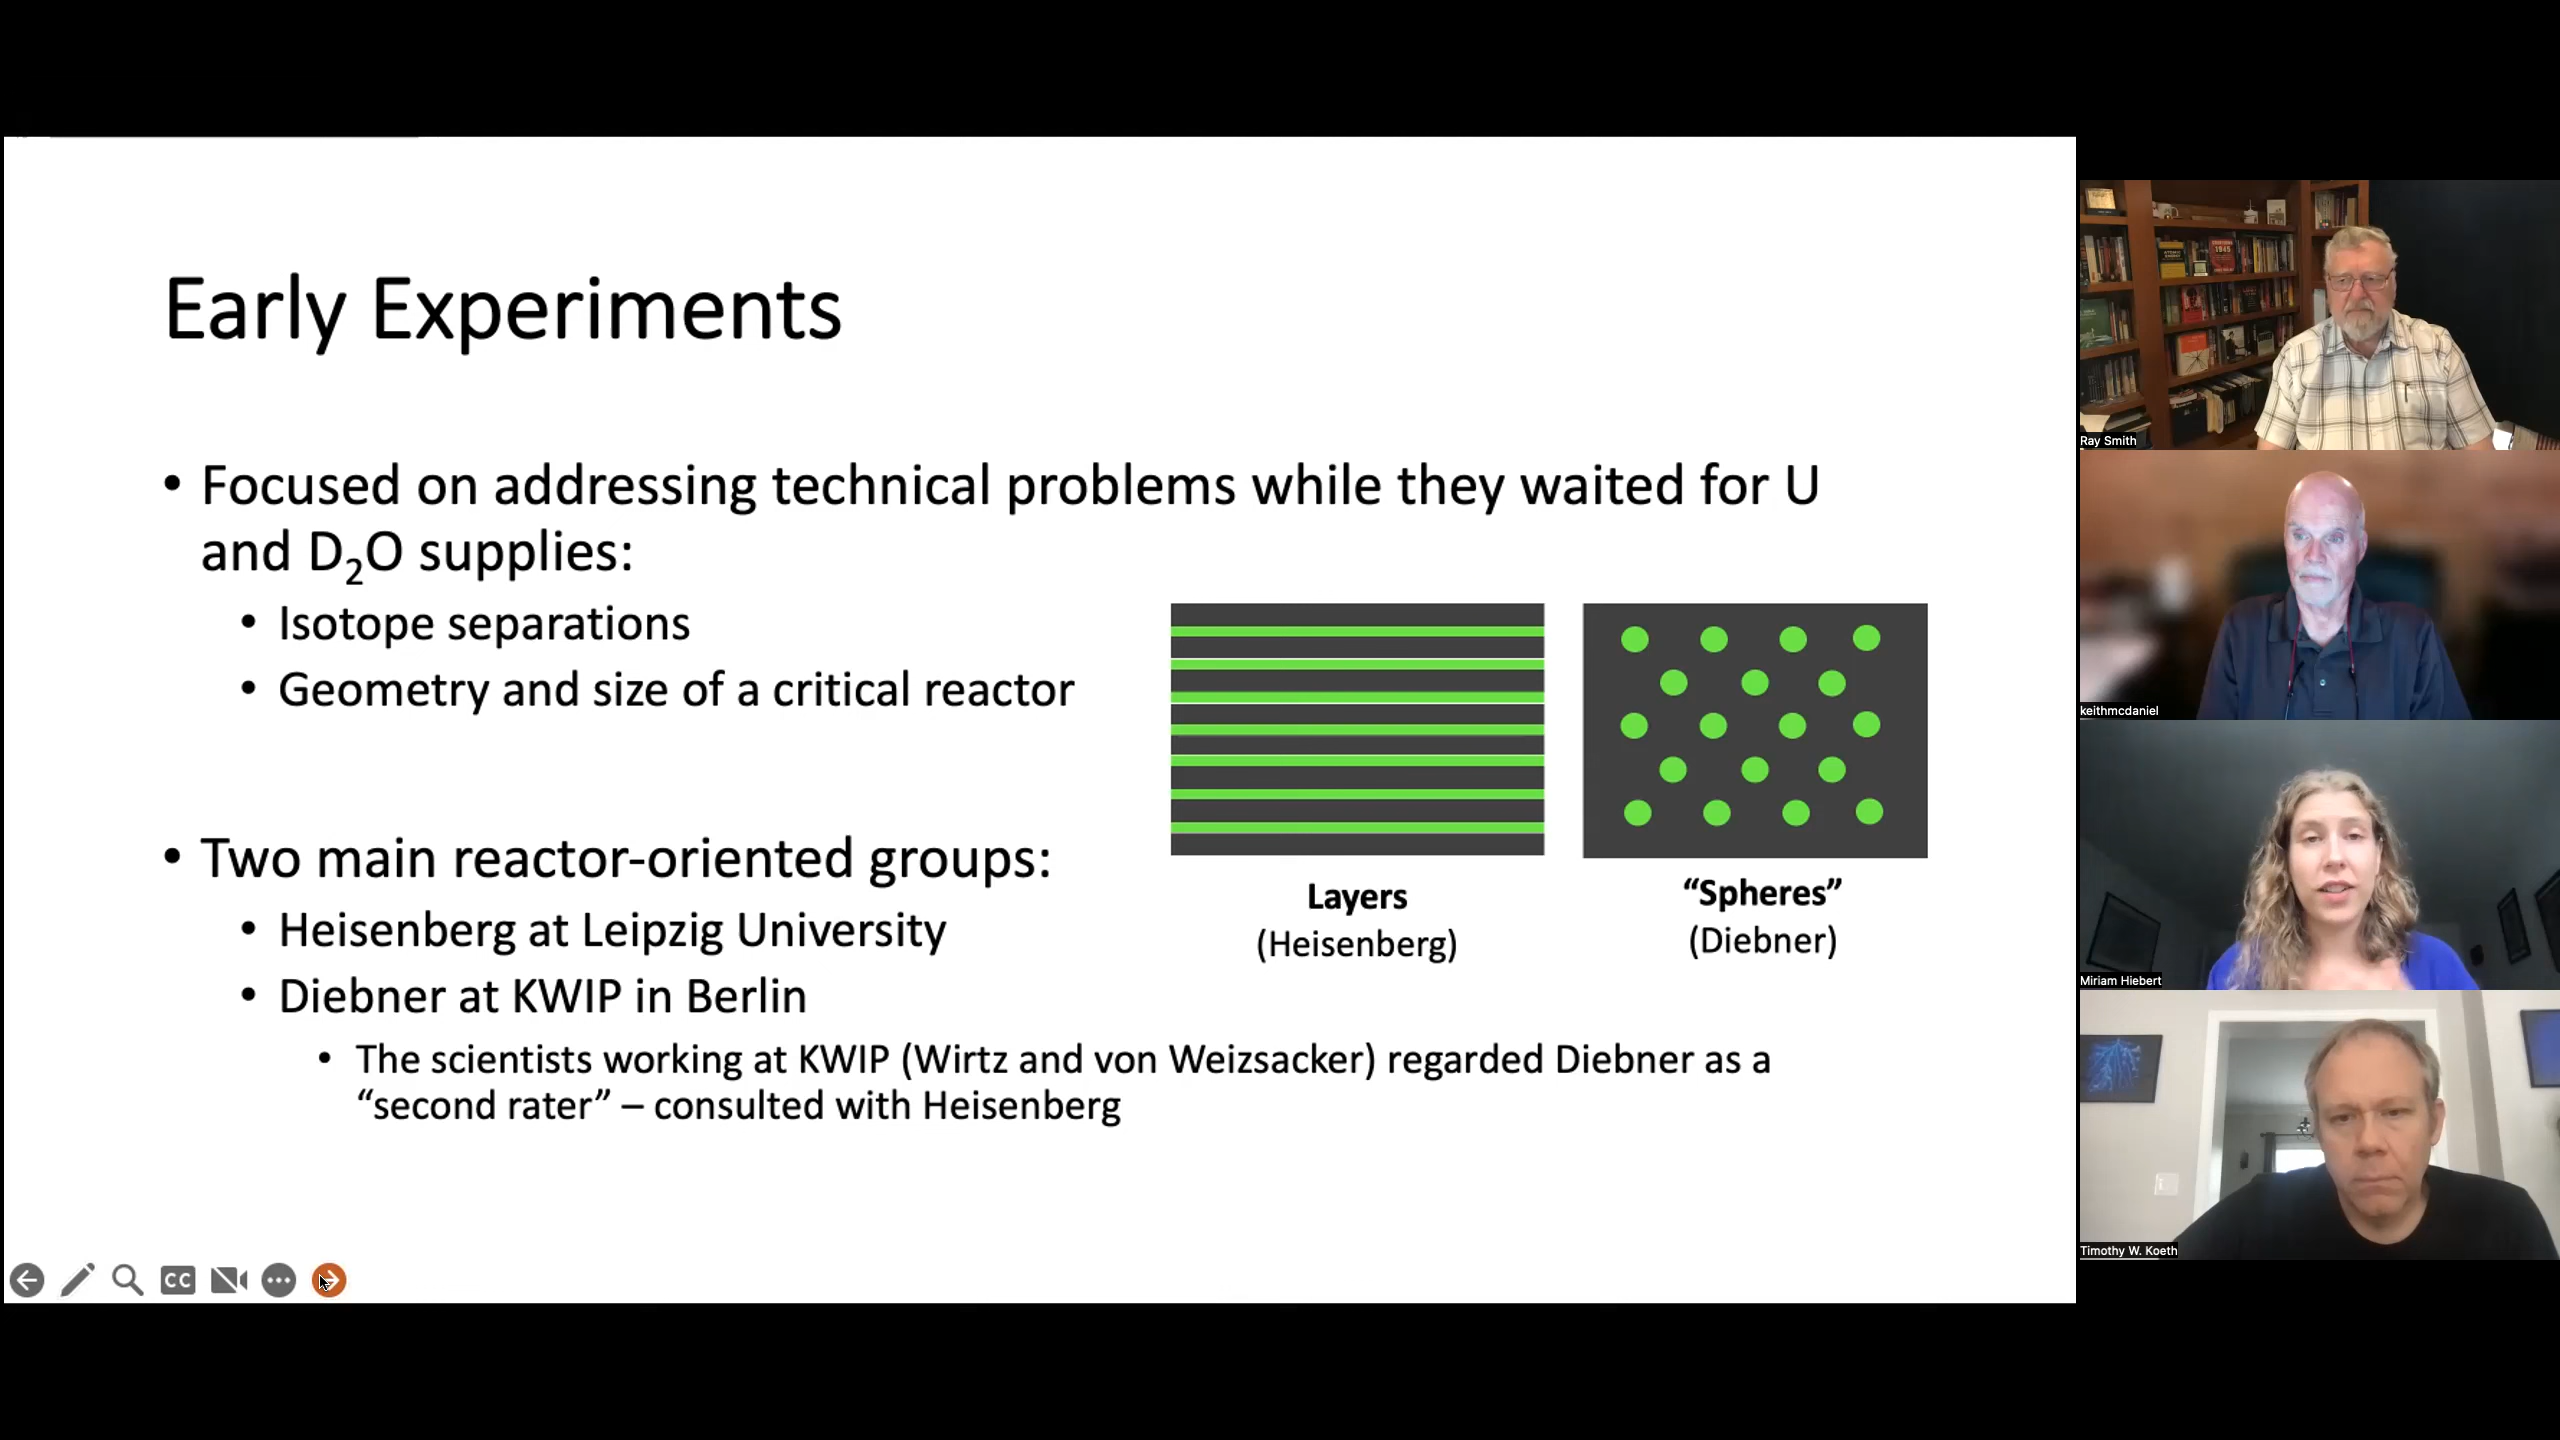 Early Experiments
• Focused on addressing technical problems while they waited for U
and D₂O supplies:
• Isotope separations
• Geometry and size of a critical reactor
• Two main reactor-oriented groups:
• Heisenberg at Leipzig University
• Diebner at KWIP in Berlin
• The scientists working at KWIP (Wirtz and von Weizsacker) regarded Diebner as a
“second rater” – consulted with Heisenberg
Layers
(Heisenberg)
“Spheres”
(Diebner)
CC
Ray Smith
keithmcdaniel
Miriam Hiebert
Timothy W. Koeth